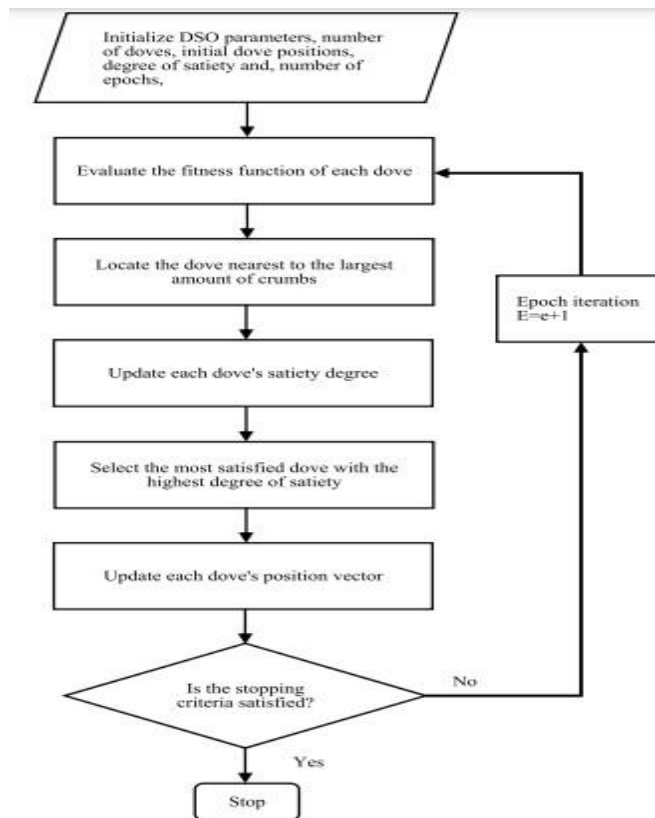 Initialize DSO parameters, number
of doves, initial dove positions,
degree of satiety and, number of
epochs,
Evaluate the fitness function of each dove
Locate the dove nearest to the largest
amount of crumbs
Epoch iteration
E=e+1
Update each dove's satiety degree
Select the most satisfied dove with the
highest degree of satiety
Update each dove's position vector
Is the stopping
criteria satisfied?
No
Yes
Stop